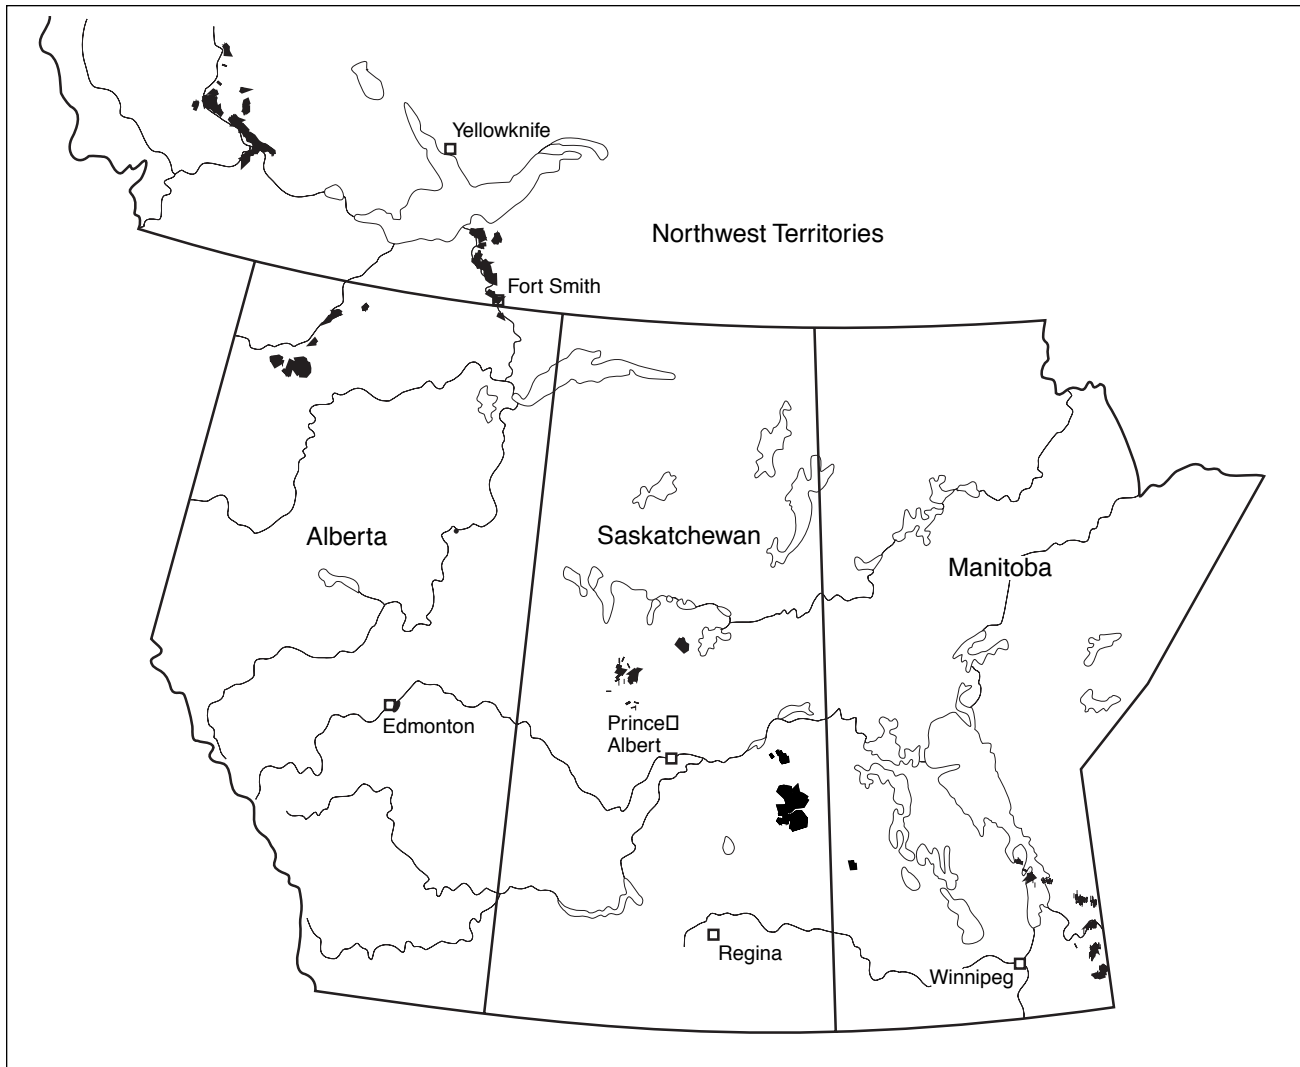 Yellowknife
Northwest Territories
Fort Smith
Alberta
Saskatchewan
Manitoba
Edmonton
Prince
Albert
Regina
Winnipeg